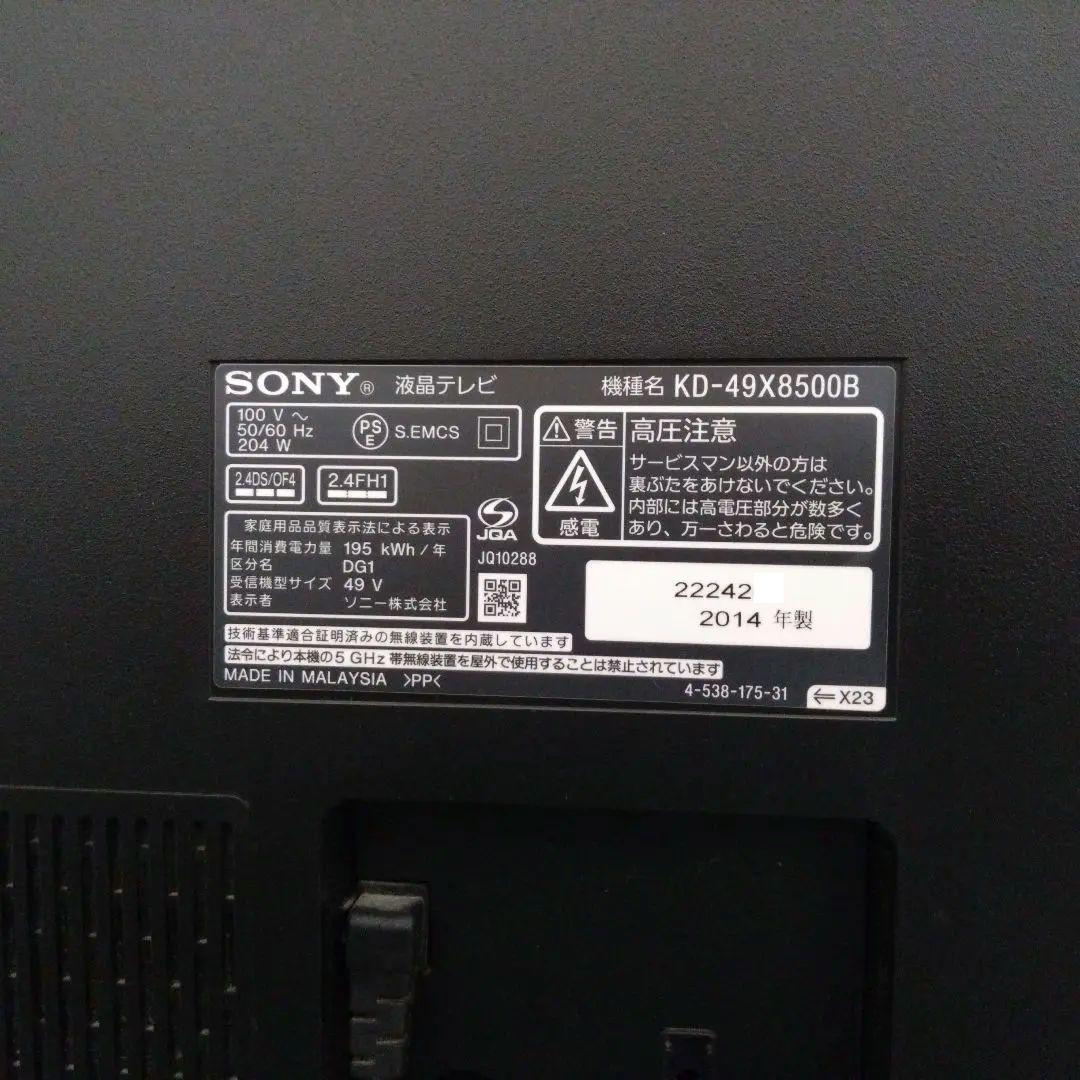 SONY® 液晶テレビ
機種名 KD-49X8500B
100 V ～
50/60 Hz
204 W
PS
E
S.EMCS
2.4DS/OF4
2.4FH1
⚠警告
感電
高圧注意
サービスマン以外の方は
裏ぶたをあけないでください。
内部には高電圧部分が数多く
あり、万一さわると危険です。
家庭用品品質表示法による表示
年間消費電力量 195 kWh / 年
区分名 DG1
受信機型サイズ 49 V
表示者 ソニー株式会社
JQA
JQ10288
22242
2014 年製
技術基準適合証明済みの無線装置を内蔵しています
法令により本機の5 GHz 帯無線装置を屋外で使用することは禁止されています
MADE IN MALAYSIA >PP<
4-538-175-31
⇐X23